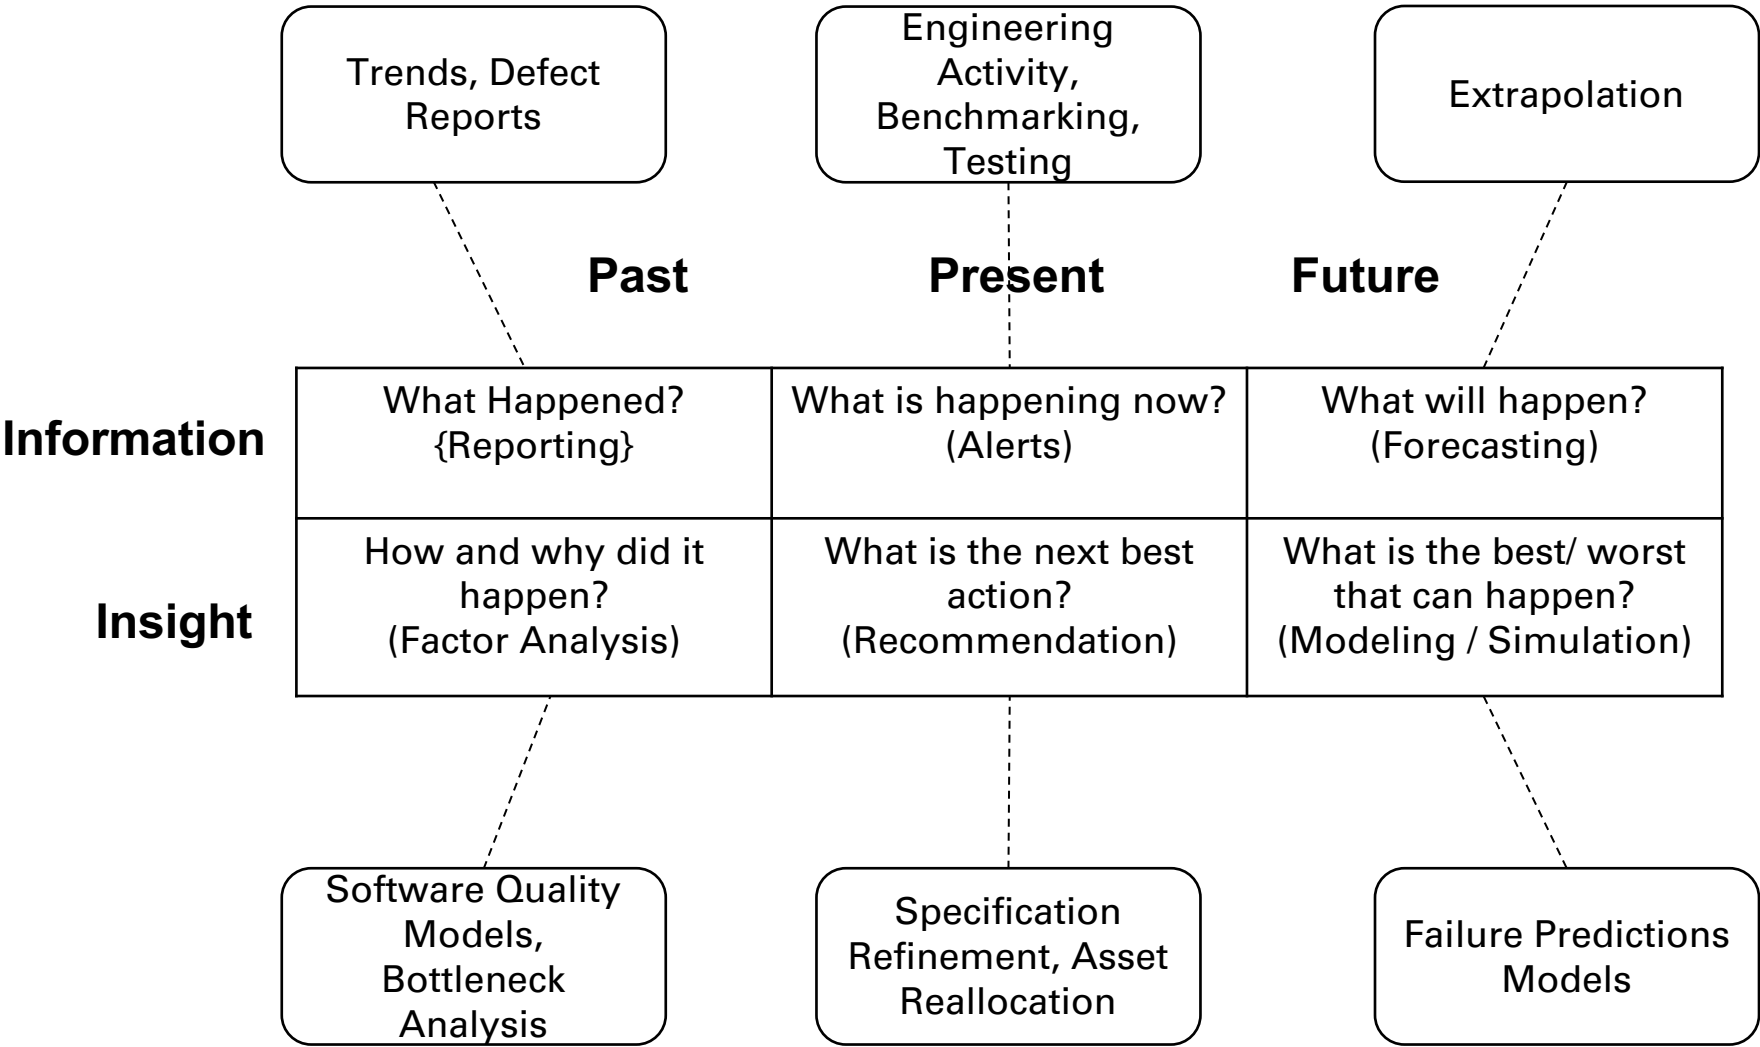 Trends, Defect
Reports
Engineering
Activity,
Benchmarking,
Testing
Extrapolation
Past
Present
Future
Information
What Happened?
{Reporting}
What is happening now?
(Alerts)
What will happen?
(Forecasting)
Insight
How and why did it
happen?
(Factor Analysis)
What is the next best
action?
(Recommendation)
What is the best/ worst
that can happen?
(Modeling / Simulation)
Software Quality
Models,
Bottleneck
Analysis
Specification
Refinement, Asset
Reallocation
Failure Predictions
Models